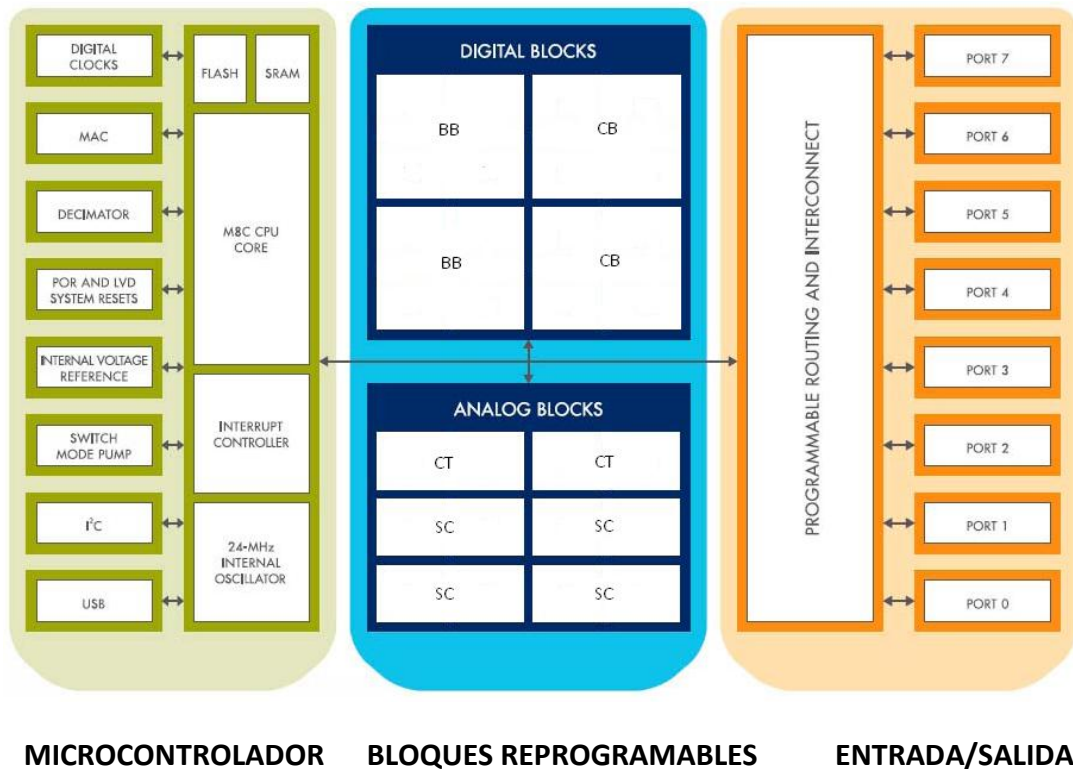 DIGITAL
CLOCKS
MAC
DECIMATOR
POR AND LVD
SYSTEM RESETS
INTERNAL VOLTAGE
REFERENCE
SWITCH
MODE PUMP
I²C
USB
FLASH
SRAM
M8C CPU
CORE
INTERRUPT
CONTROLLER
24-MHz
INTERNAL
OSCILLATOR
DIGITAL BLOCKS
BB
CB
BB
CB
ANALOG BLOCKS
CT
CT
SC
SC
SC
SC
PROGRAMMABLE ROUTING AND INTERCONNECT
PORT 7
PORT 6
PORT 5
PORT 4
PORT 3
PORT 2
PORT 1
PORT 0
MICROCONTROLADOR
BLOQUES REPROGRAMABLES
ENTRADA/SALIDA